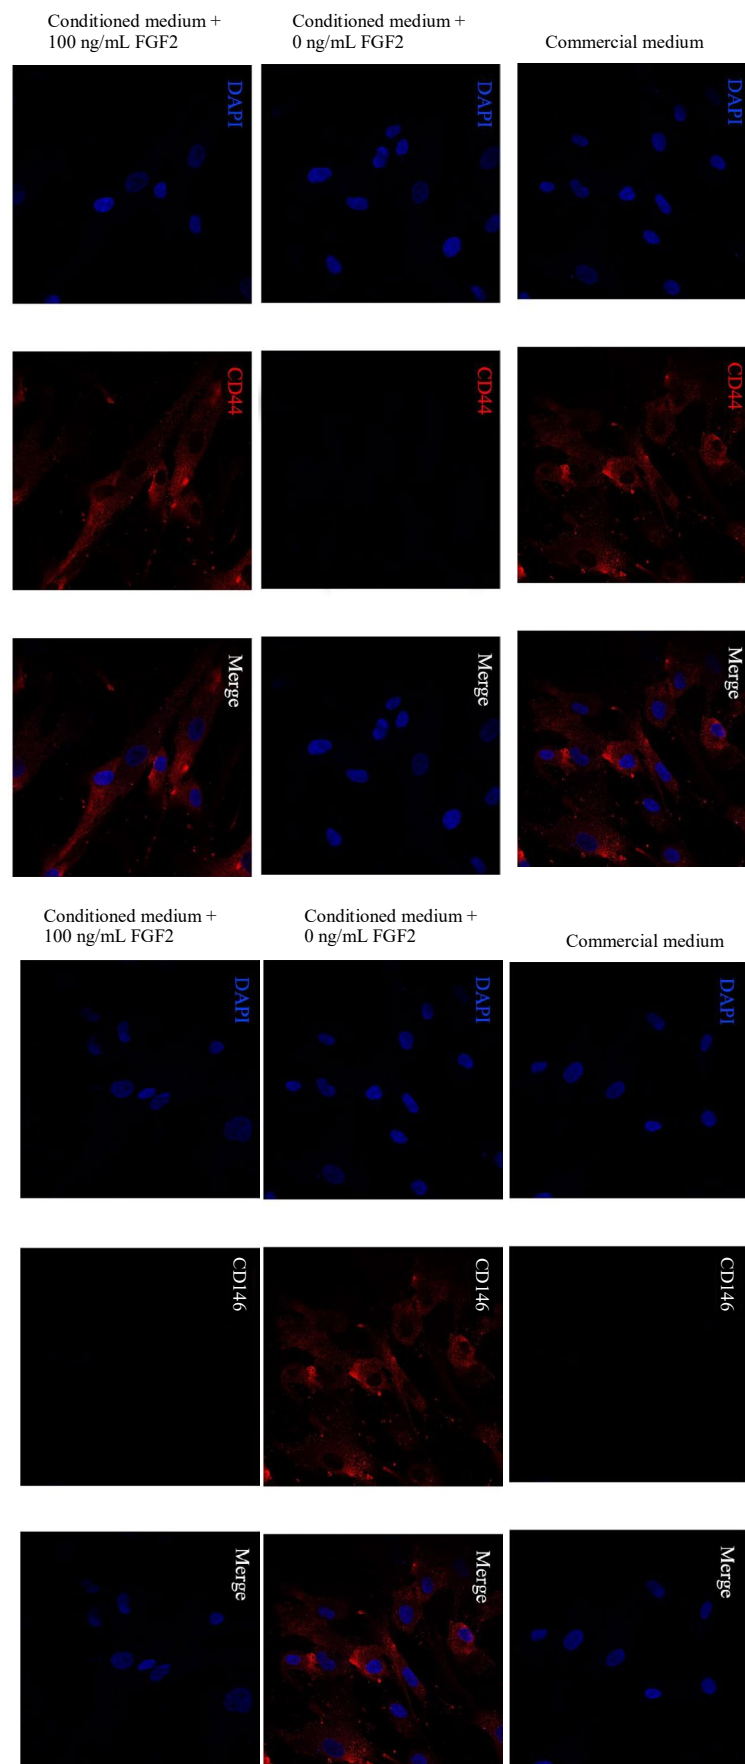 Conditioned medium +
100 ng/mL FGF2
Conditioned medium +
0 ng/mL FGF2
Commercial medium
DAPI
DAPI
DAPI
CD44
CD44
CD44
Merge
Merge
Merge
Conditioned medium +
100 ng/mL FGF2
Conditioned medium +
0 ng/mL FGF2
Commercial medium
DAPI
DAPI
DAPI
CD146
CD146
CD146
Merge
Merge
Merge